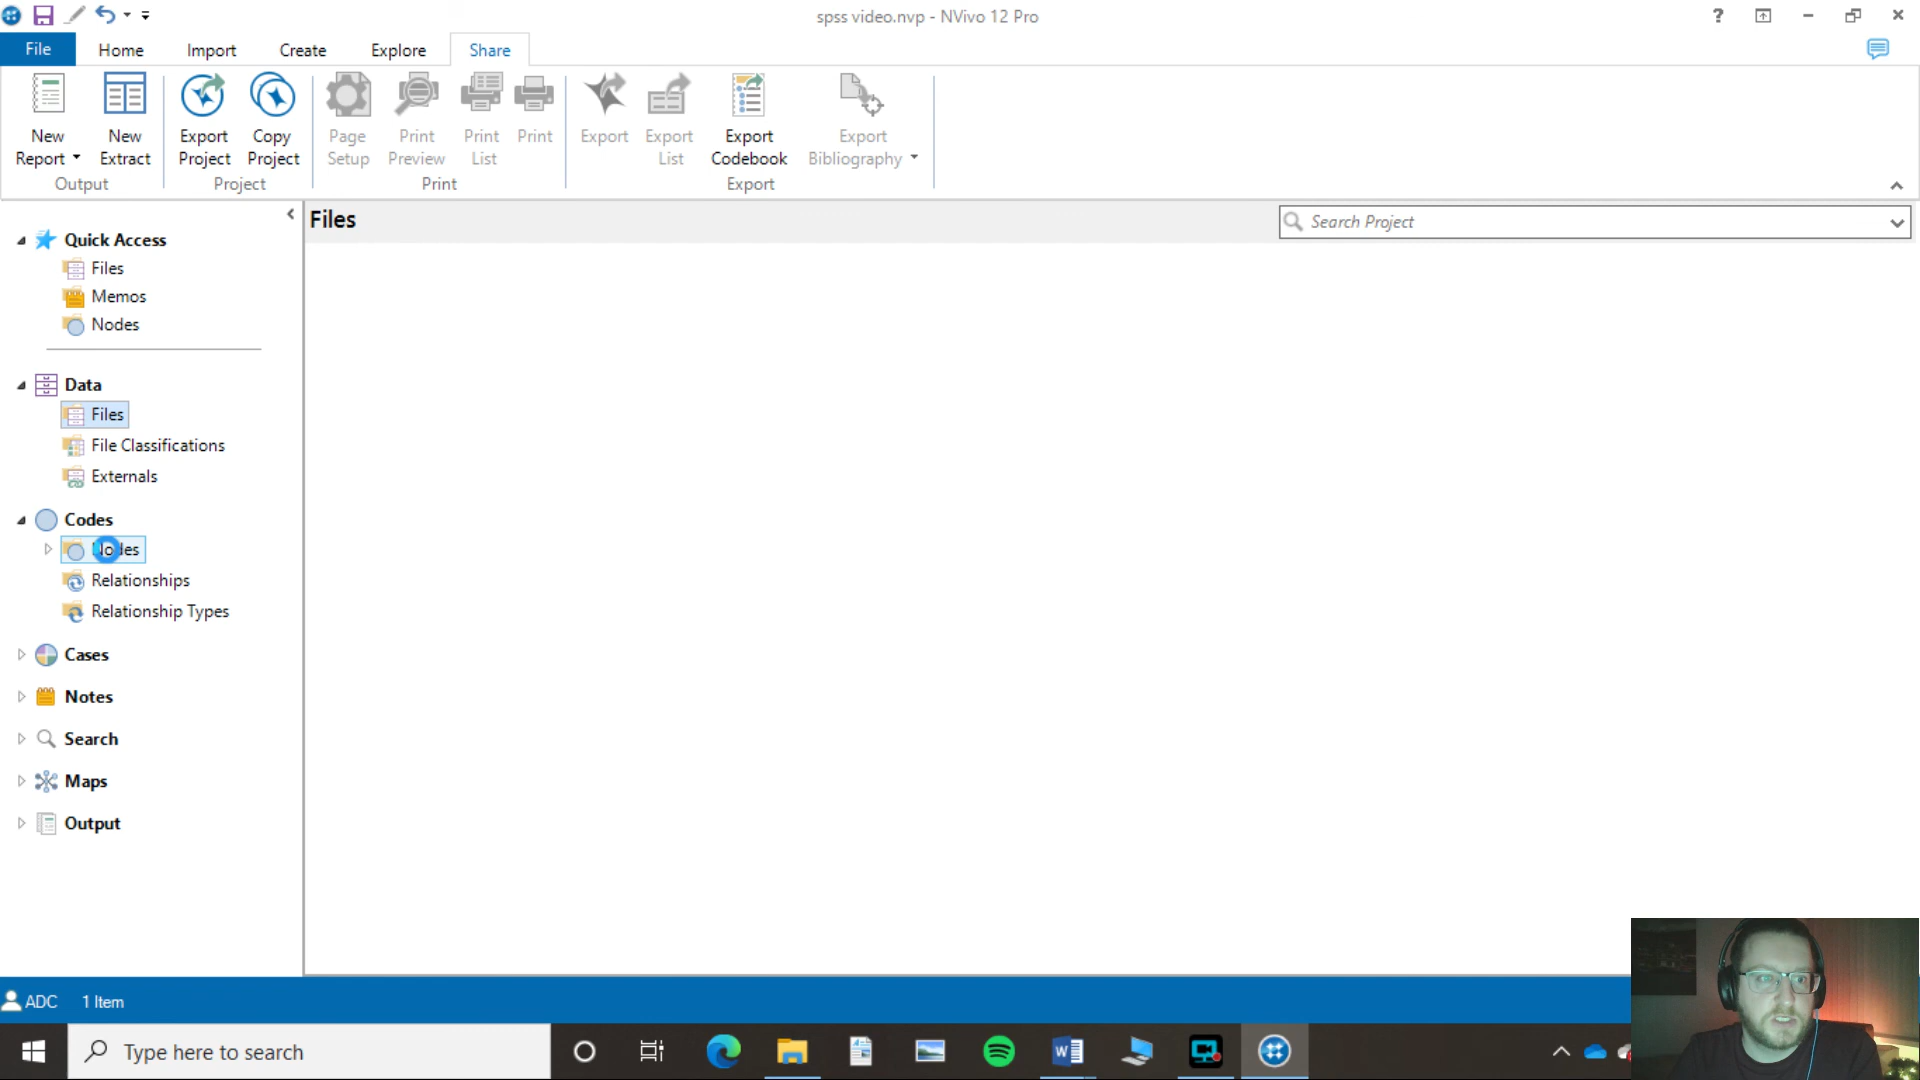 spss video.nvp - NVivo 12 Pro
?
File Home Import Create Explore Share
New Report
New Extract
Export Project
Copy Project
Page Setup
Print Preview
Print List
Print
Export
Export List
Export Codebook
Export Bibliography
Output Project Print Export
Files
Search Project
Quick Access
Files
Memos
Nodes
Data
Files
File Classifications
Externals
Codes
Nodes
Relationships
Relationship Types
Cases
Notes
Search
Maps
Output
ADC 1 Item
Type here to search